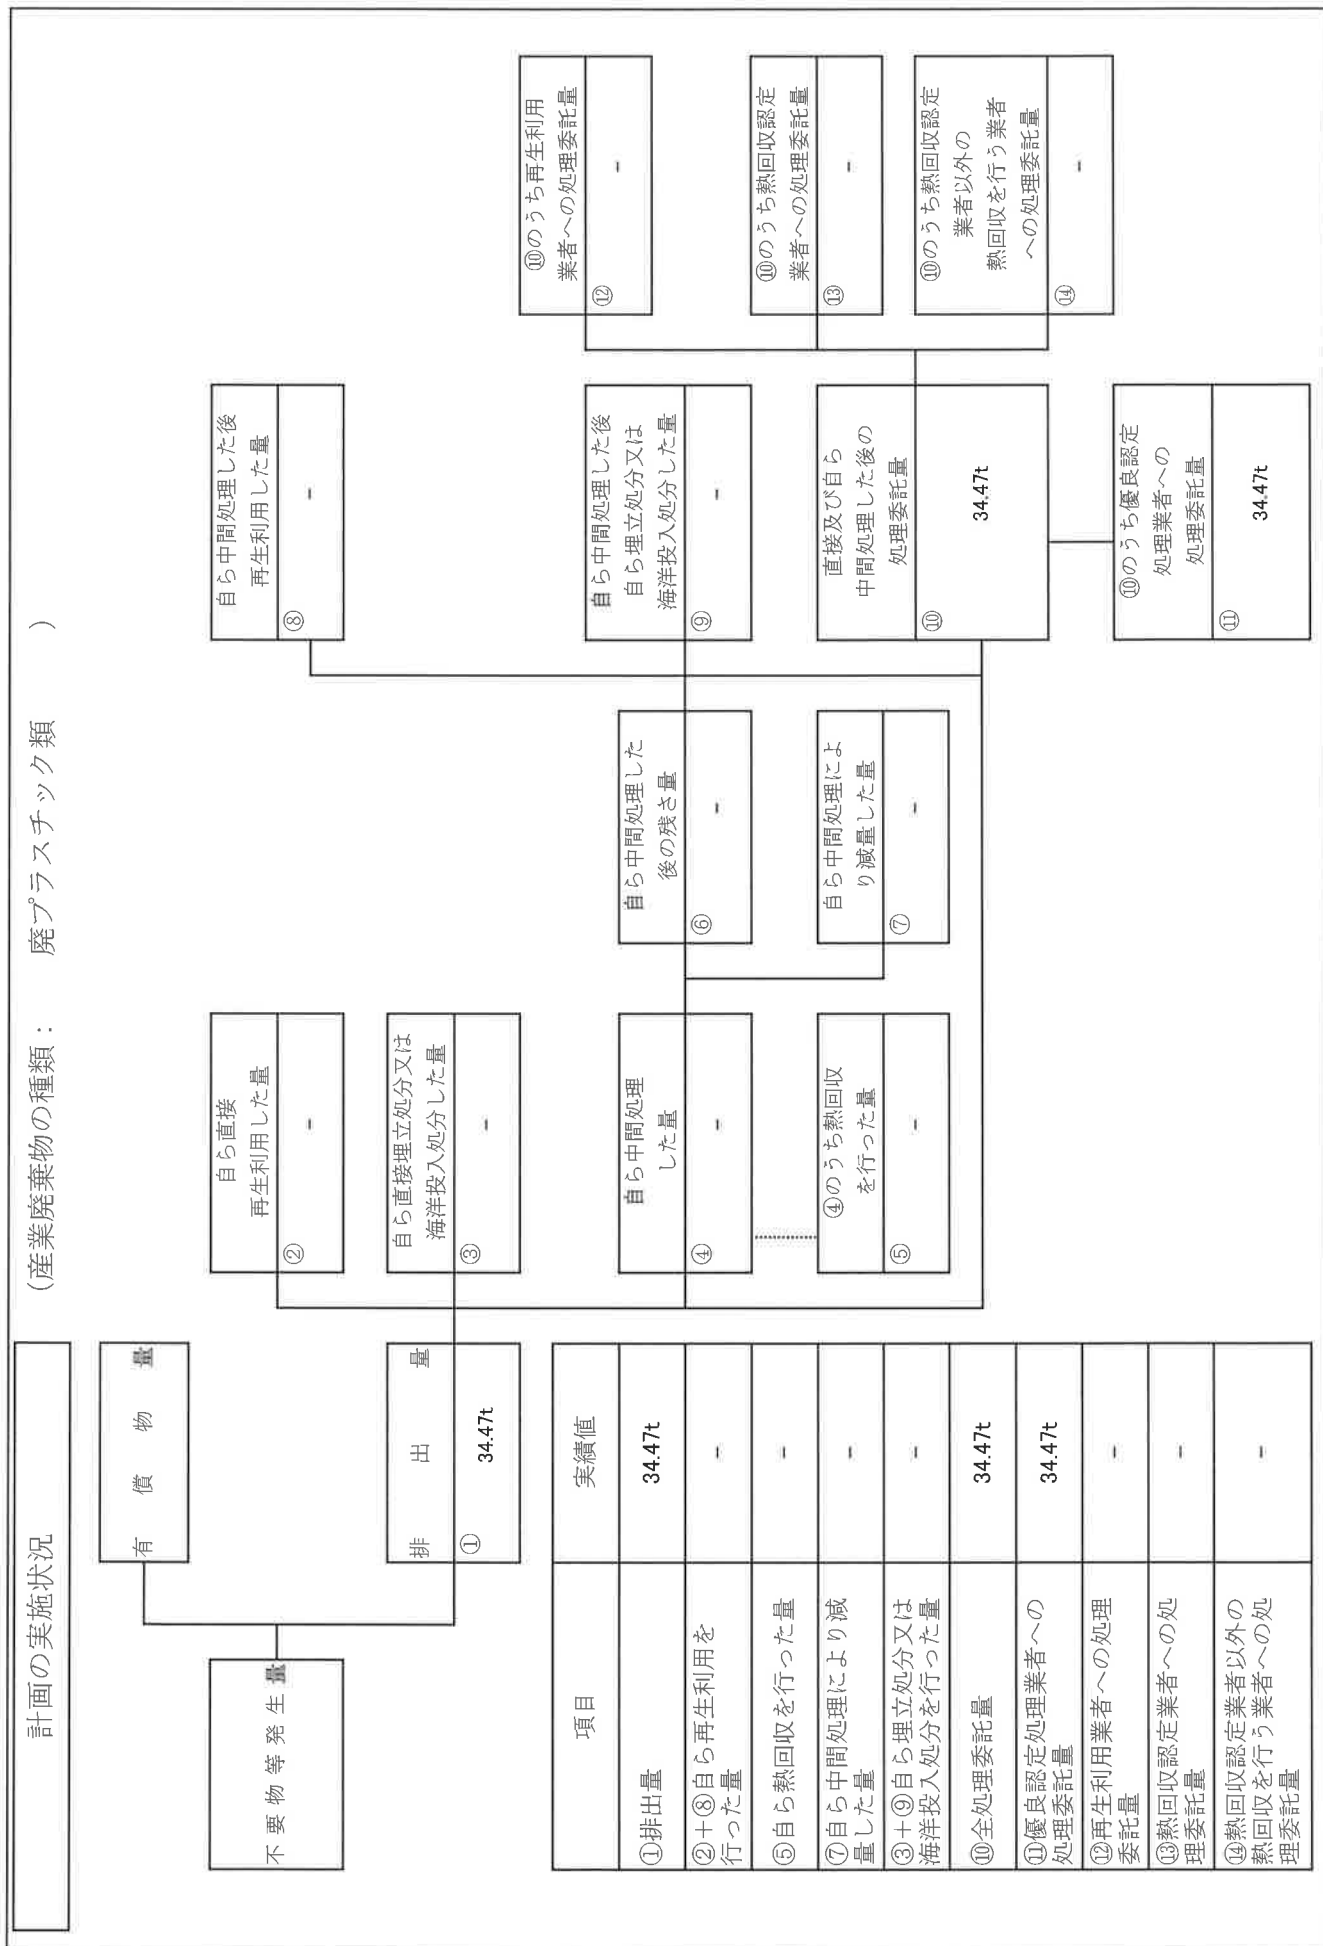 計画の実施状況
（産業廃棄物の種類： 廃プラスチック類 ）
有償物量
不要物等発生量
排出量
①
34.47t
自ら直接
再生利用した量
②
-
自ら直接埋立処分又は
海洋投入処分した量
③
-
自ら中間処理
した量
④
-
④のうち熱回収
を行った量
⑤
-
自ら中間処理した
後の残さ量
⑥
-
自ら中間処理によ
り減量した量
⑦
-
自ら中間処理した後
再生利用した量
⑧
-
自ら中間処理した後
自ら埋立処分又は
海洋投入処分した量
⑨
-
直接及び自ら
中間処理した後の
処理委託量
⑩
34.47t
⑩のうち優良認定
処理業者への
処理委託量
⑪
34.47t
⑩のうち再生利用
業者への処理委託量
⑫
-
⑩のうち熱回収認定
業者への処理委託量
⑬
-
⑩のうち熱回収認定
業者以外の
熱回収を行う業者
への処理委託量
⑭
-
項目 実績値
①排出量 34.47t
②+⑧自ら再生利用を
行った量 -
⑤自ら熱回収を行った量 -
⑦自ら中間処理により減
量した量 -
③+⑨自ら埋立処分又は
海洋投入処分を行った量 -
⑩全処理委託量 34.47t
⑪優良認定処理業者への
処理委託量 34.47t
⑫再生利用業者への処理
委託量 -
⑬熱回収認定業者への処
理委託量 -
⑭熱回収認定業者以外の
熱回収を行う業者への処
理委託量 -